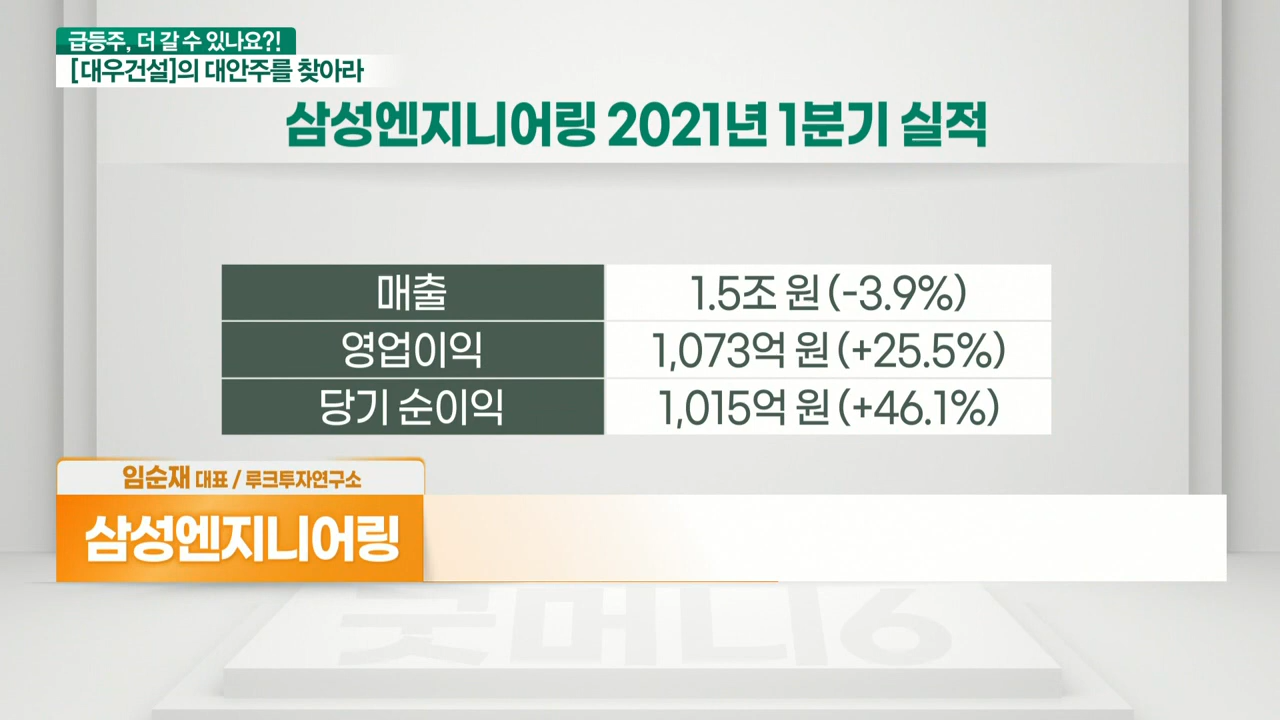 급등주, 더 갈 수 있나요?!
[대우건설]의 대안주를 찾아라
삼성엔지니어링 2021년 1분기 실적
매출 1.5조 원 (-3.9%)
영업이익 1,073억 원 (+25.5%)
당기 순이익 1,015억 원 (+46.1%)
임순재 대표 / 루크투자연구소
삼성엔지니어링
굿머니6